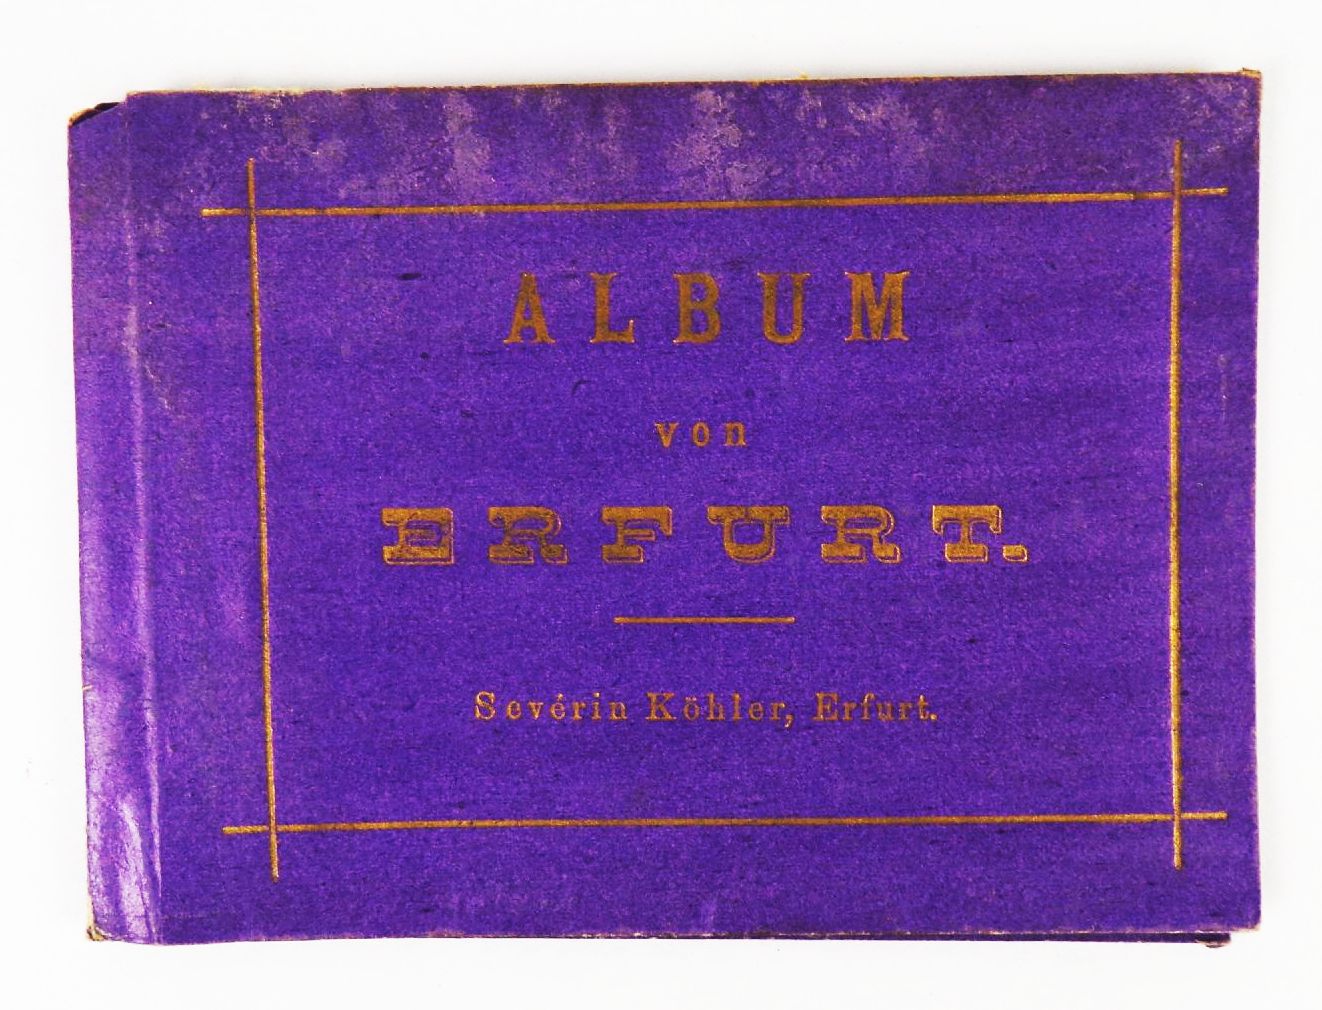 ALBUM
von
ERFURT.
Sevérin Köhler, Erfurt.